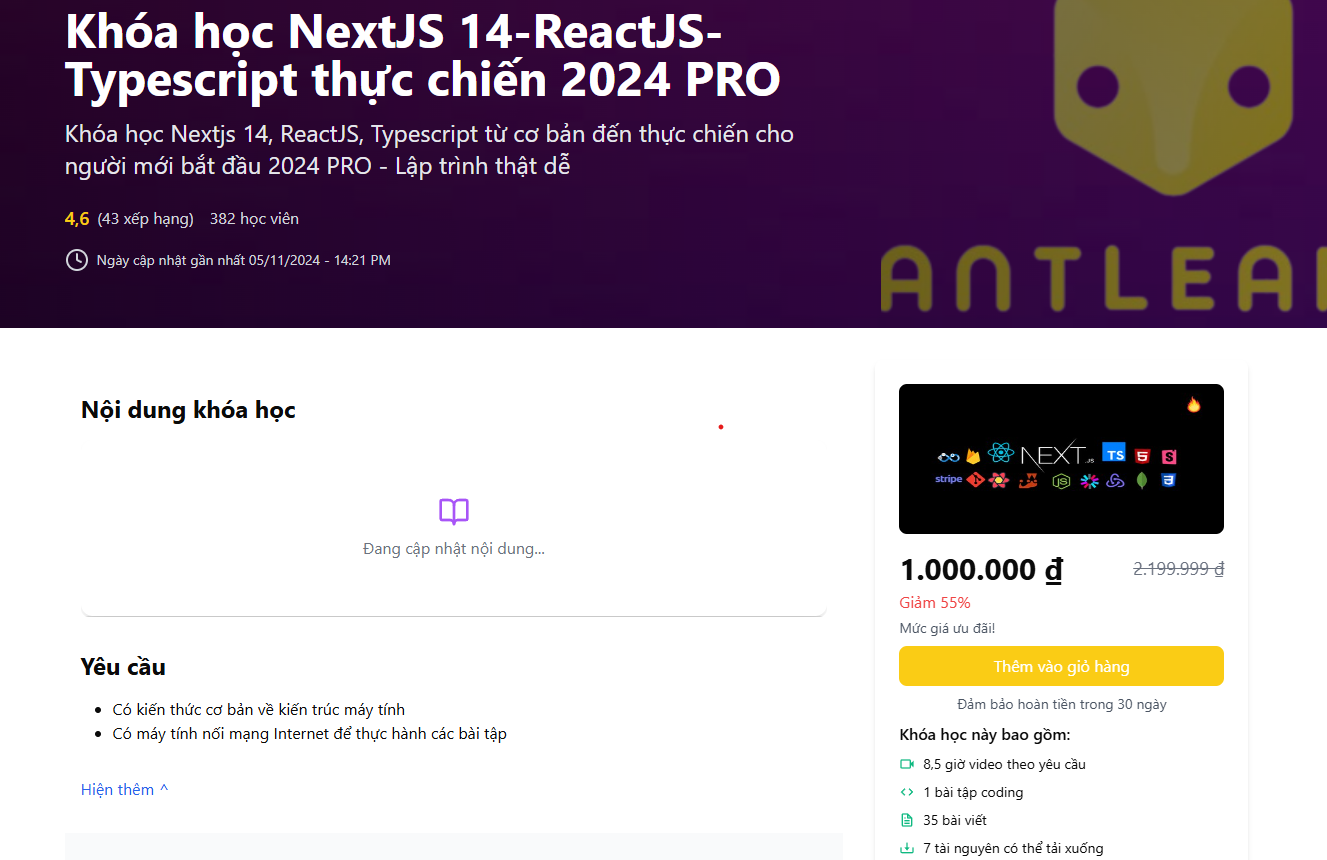 Khóa học NextJS 14-ReactJS-
Typescript thực chiến 2024 PRO
Khóa học Nextjs 14, ReactJS, Typescript từ cơ bản đến thực chiến cho
người mới bắt đầu 2024 PRO - Lập trình thật dễ
4,6 (43 xếp hạng) 382 học viên
Ngày cập nhật gần nhất 05/11/2024 - 14:21 PM
ANTLEA
Nội dung khóa học
Đang cập nhật nội dung...
Yêu cầu
Có kiến thức cơ bản về kiến trúc máy tính
Có máy tính nối mạng Internet để thực hành các bài tập
Hiện thêm ^
NEXT.JS TS 5 S
stripe JS 3
1.000.000 ₫ 2.199.999 ₫
Giảm 55%
Mức giá ưu đãi!
Thêm vào giỏ hàng
Đảm bảo hoàn tiền trong 30 ngày
Khóa học này bao gồm:
8,5 giờ video theo yêu cầu
1 bài tập coding
35 bài viết
7 tài nguyên có thể tải xuống